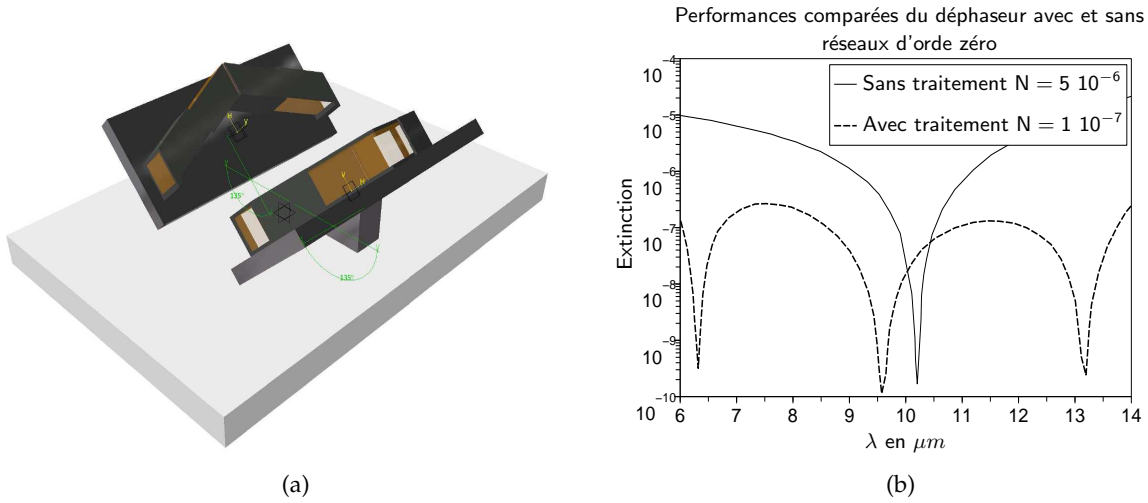 Performances comparées du déphaseur avec et sans
réseaux d'orde zéro
Sans traitement N = 5 10⁻⁶
Avec traitement N = 1 10⁻⁷
Extinction
10⁻⁴
10⁻⁵
10⁻⁶
10⁻⁷
10⁻⁸
10⁻⁹
10⁻¹⁰
6 7 8 9 10 11 12 13 14
λ en μm
H
V
135°
V
H
135°
(a)
(b)